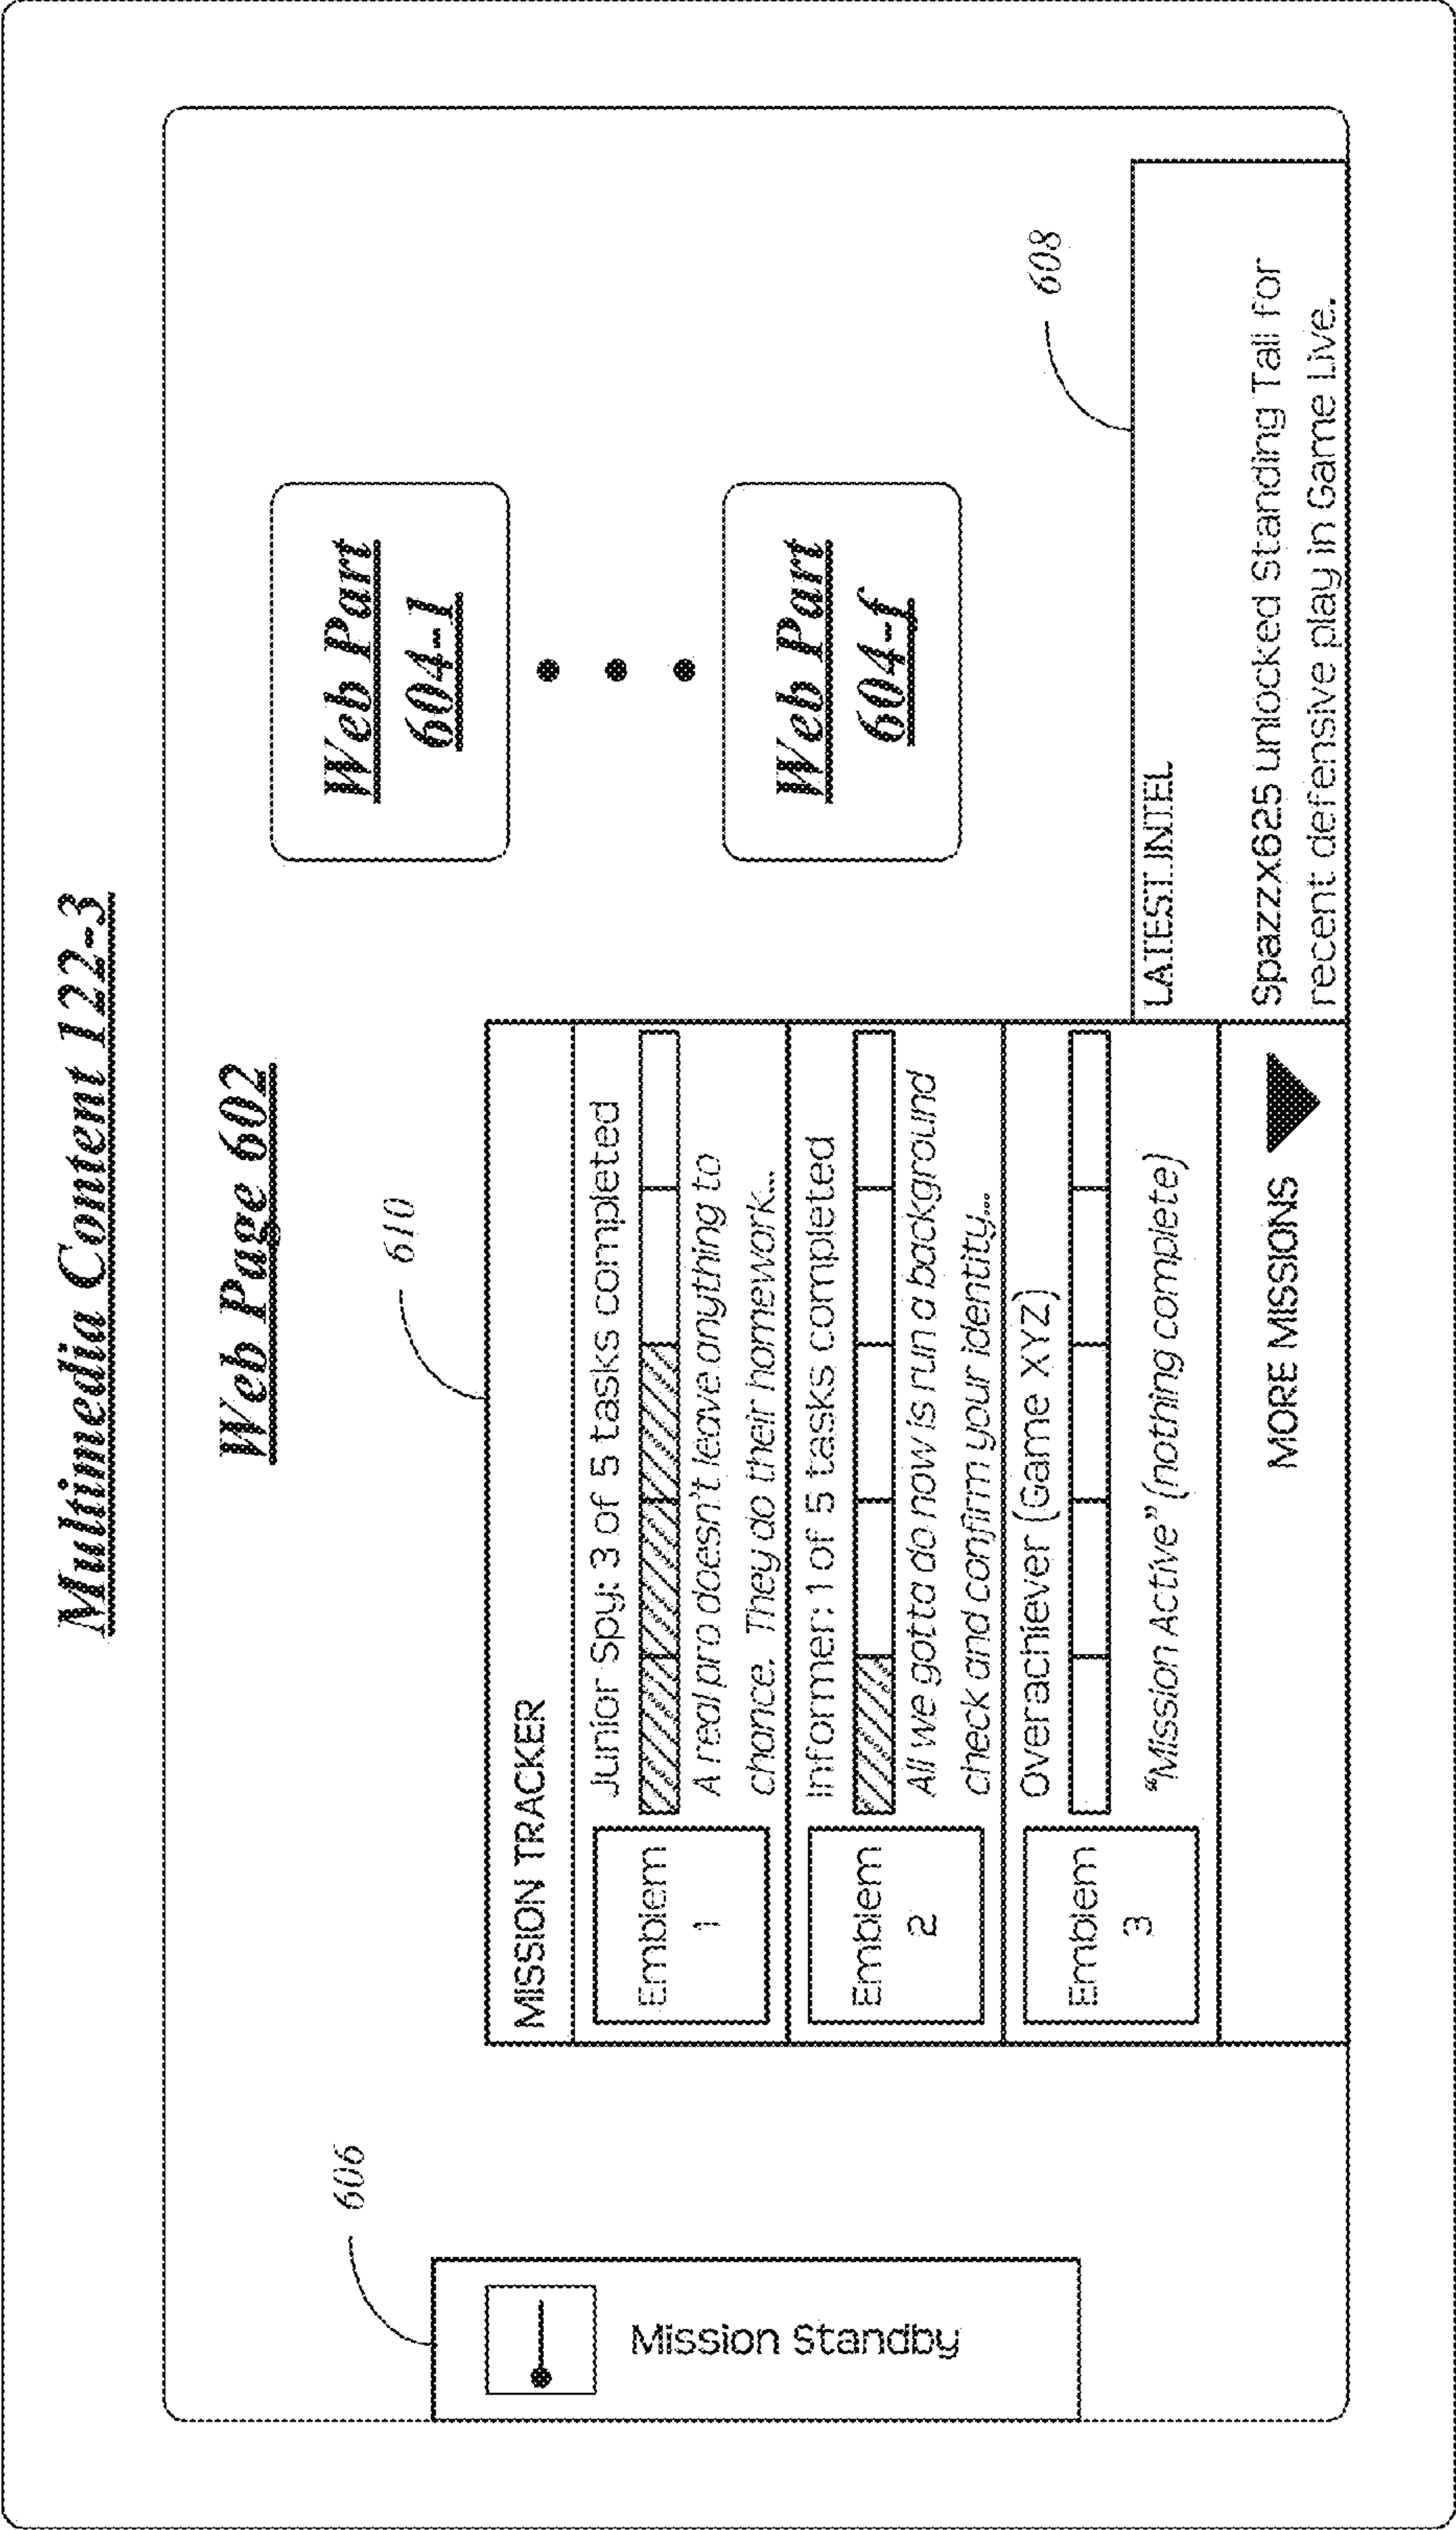 Multimedia Content 122-3
Web Page 602
606
Mission Standby
610
MISSION TRACKER
Emblem
1
Junior Spy: 3 of 5 tasks completed
A real pro doesn't leave anything to
chance. They do their homework...
Emblem
2
Informer: 1 of 5 tasks completed
All we gotta do now is run a background
check and confirm your identity...
Emblem
3
Overachiever (Game XYZ)
“Mission Active” (nothing complete)
MORE MISSIONS
Web Part
604-1
Web Part
604-f
608
LATEST.INTEL
Spazzx625 unlocked Standing Tall for
recent defensive play in Game Live.